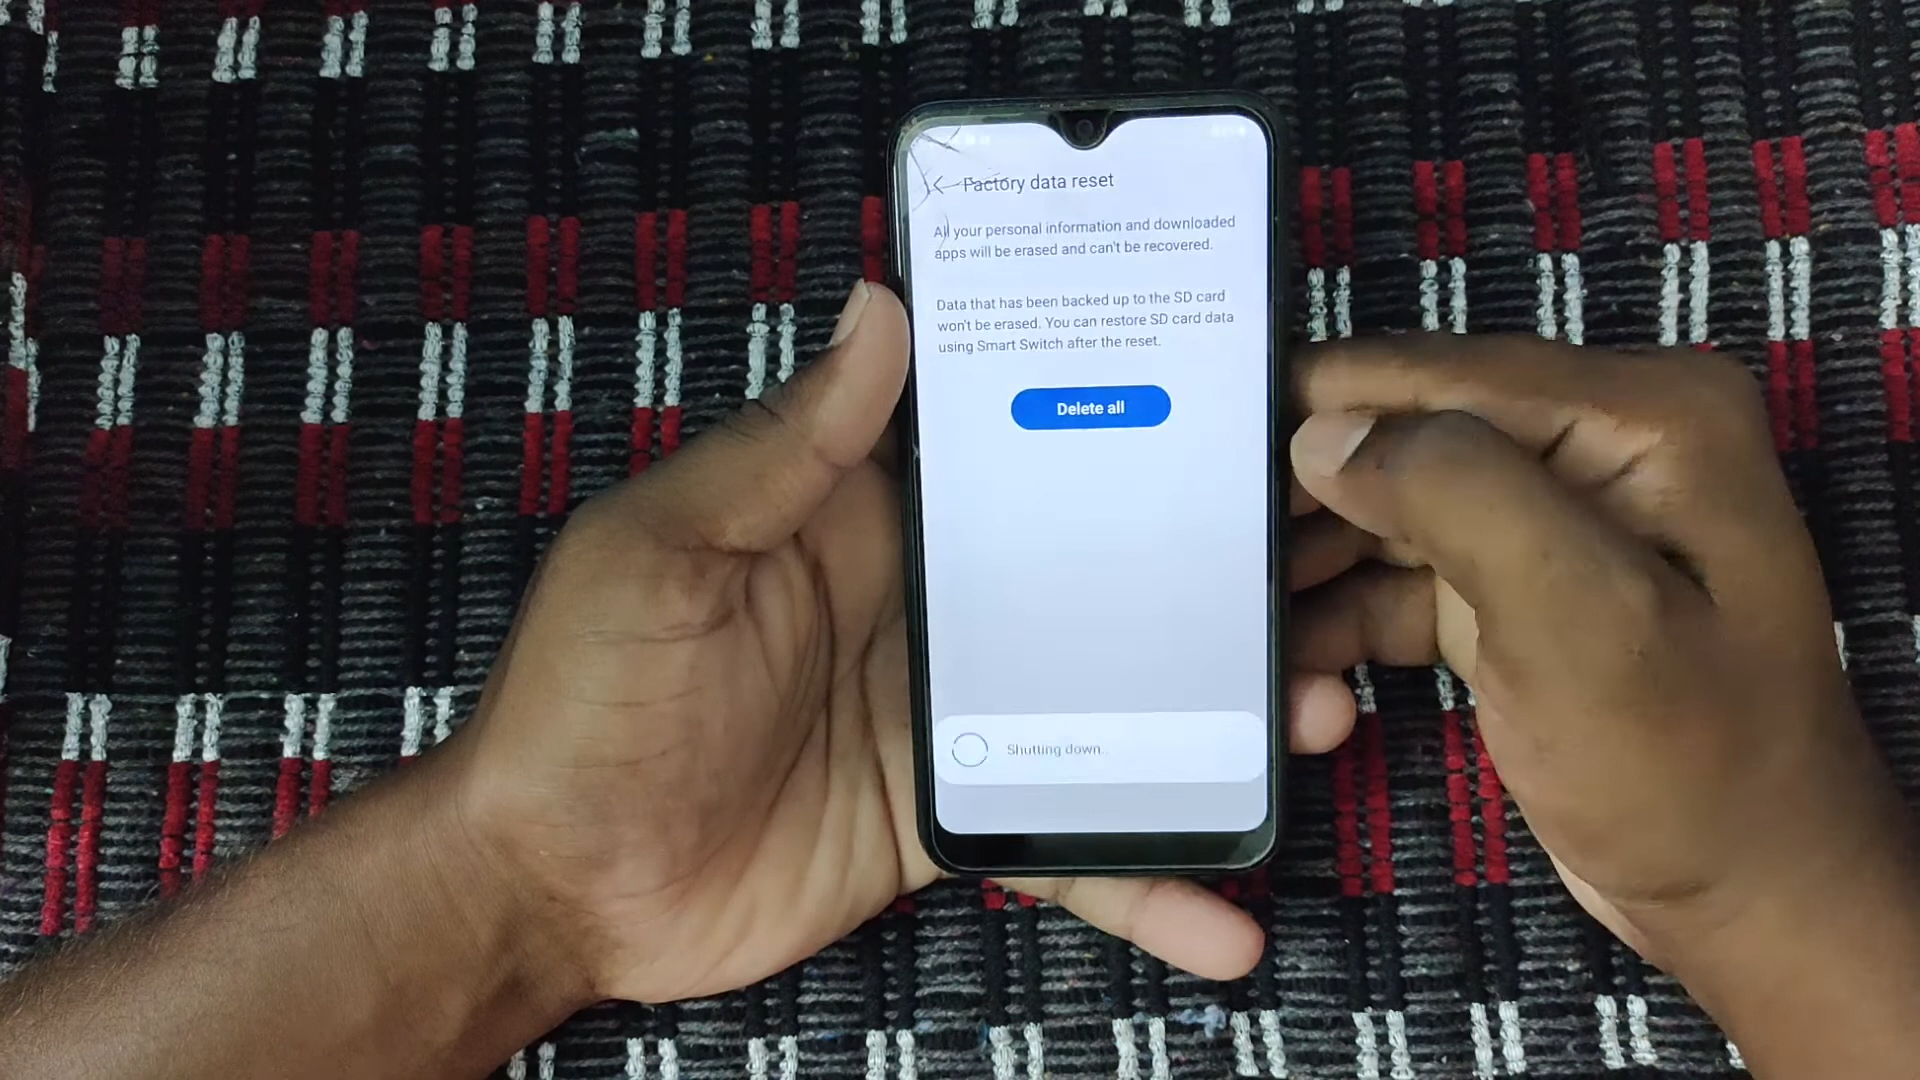 Factory data reset
All your personal information and downloaded
apps will be erased and can't be recovered.
Data that has been backed up to the SD card
won't be erased. You can restore SD card data
using Smart Switch after the reset.
Delete all
Shutting down..